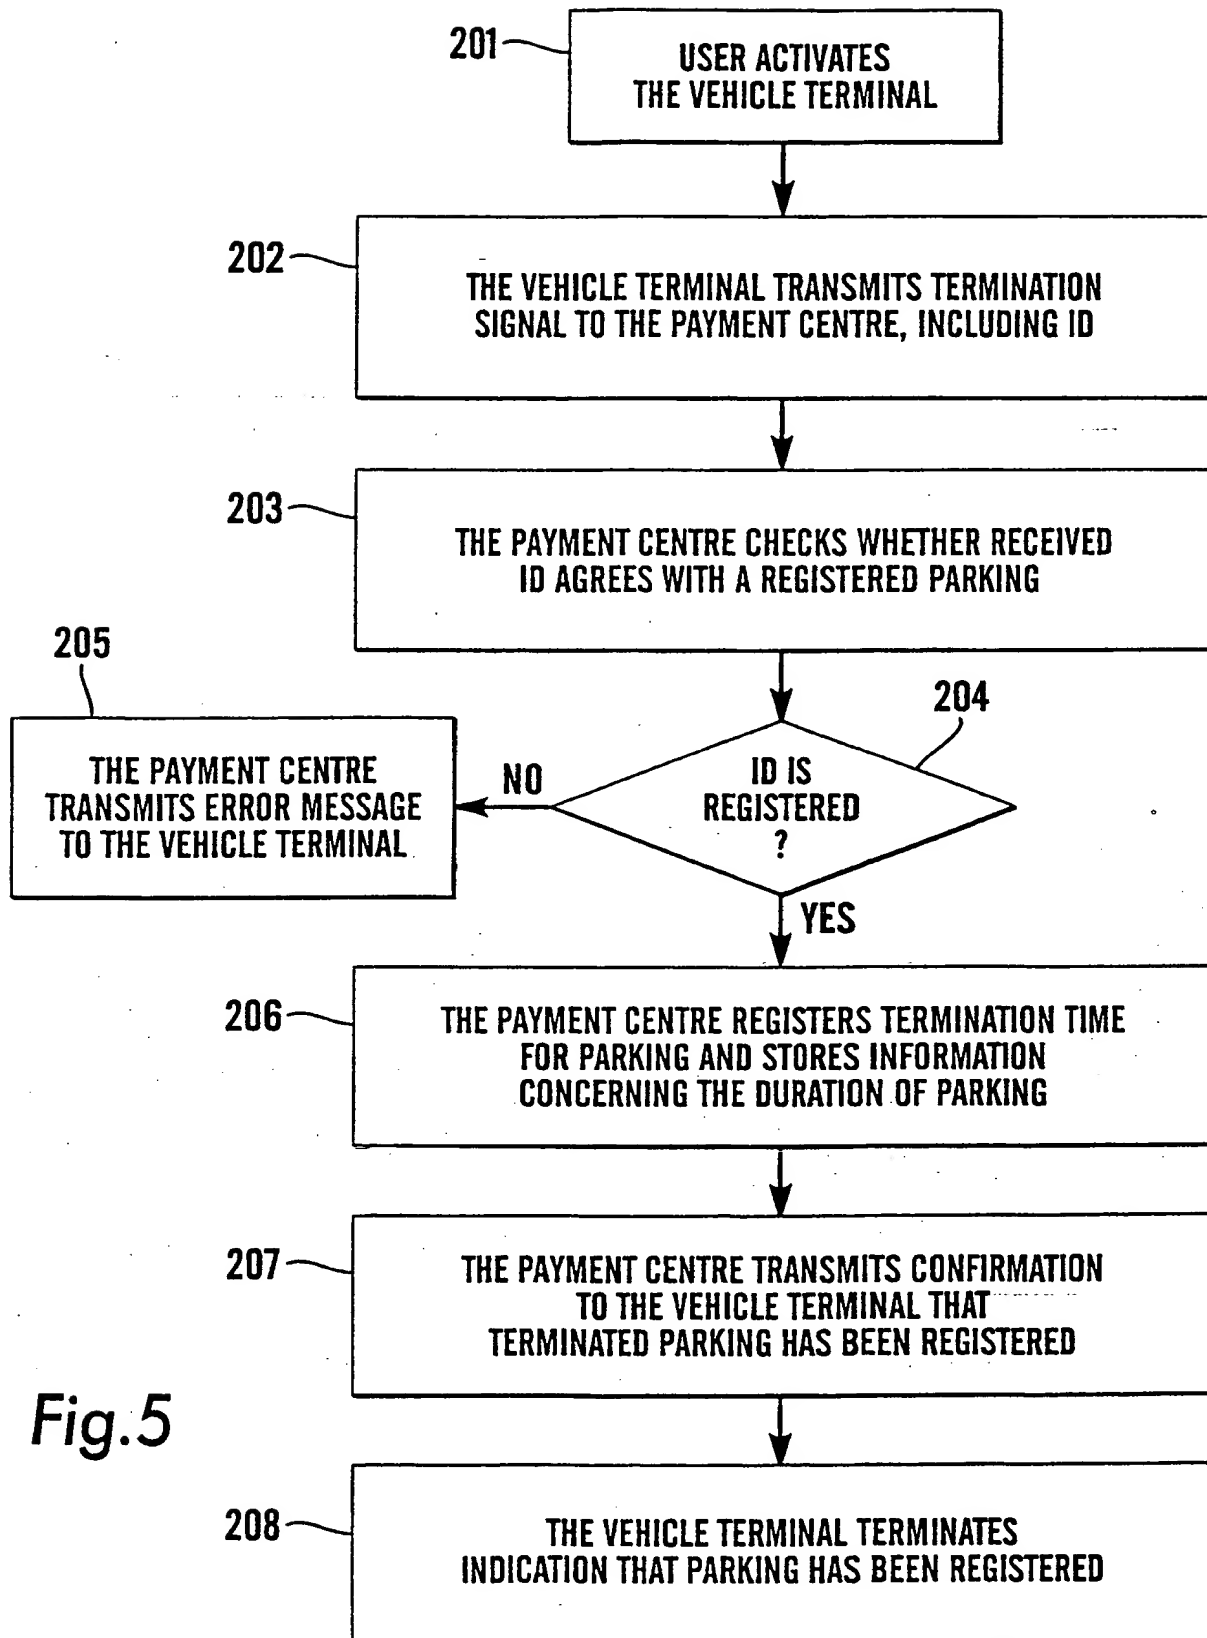 201
USER ACTIVATES
THE VEHICLE TERMINAL
202
THE VEHICLE TERMINAL TRANSMITS TERMINATION
SIGNAL TO THE PAYMENT CENTRE, INCLUDING ID
203
THE PAYMENT CENTRE CHECKS WHETHER RECEIVED
ID AGREES WITH A REGISTERED PARKING
204
ID IS
REGISTERED
?
NO
205
THE PAYMENT CENTRE
TRANSMITS ERROR MESSAGE
TO THE VEHICLE TERMINAL
YES
206
THE PAYMENT CENTRE REGISTERS TERMINATION TIME
FOR PARKING AND STORES INFORMATION
CONCERNING THE DURATION OF PARKING
207
THE PAYMENT CENTRE TRANSMITS CONFIRMATION
TO THE VEHICLE TERMINAL THAT
TERMINATED PARKING HAS BEEN REGISTERED
208
THE VEHICLE TERMINAL TERMINATES
INDICATION THAT PARKING HAS BEEN REGISTERED
Fig.5